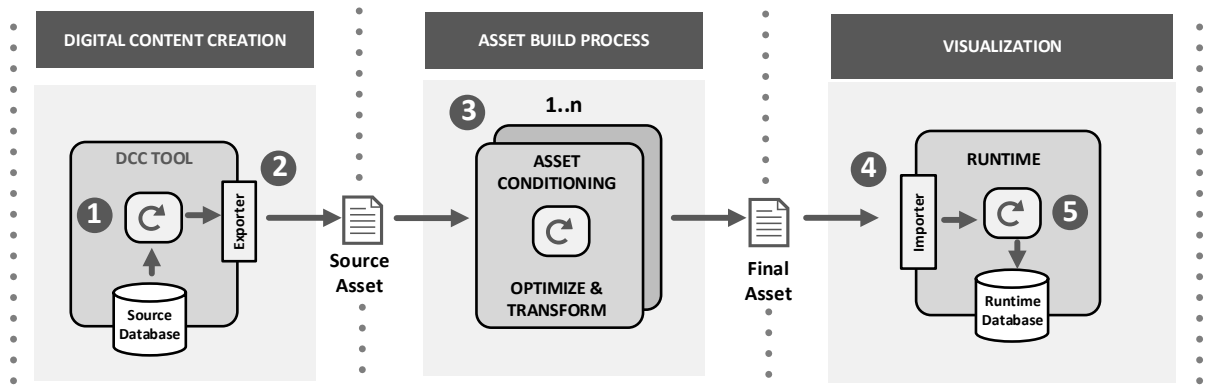 DIGITAL CONTENT CREATION
DCC TOOL
1
2
Exporter
Source
Database
Source
Asset
ASSET BUILD PROCESS
3
1..n
ASSET
CONDITIONING
OPTIMIZE &
TRANSFORM
Final
Asset
VISUALIZATION
4
RUNTIME
Importer
5
Runtime
Database